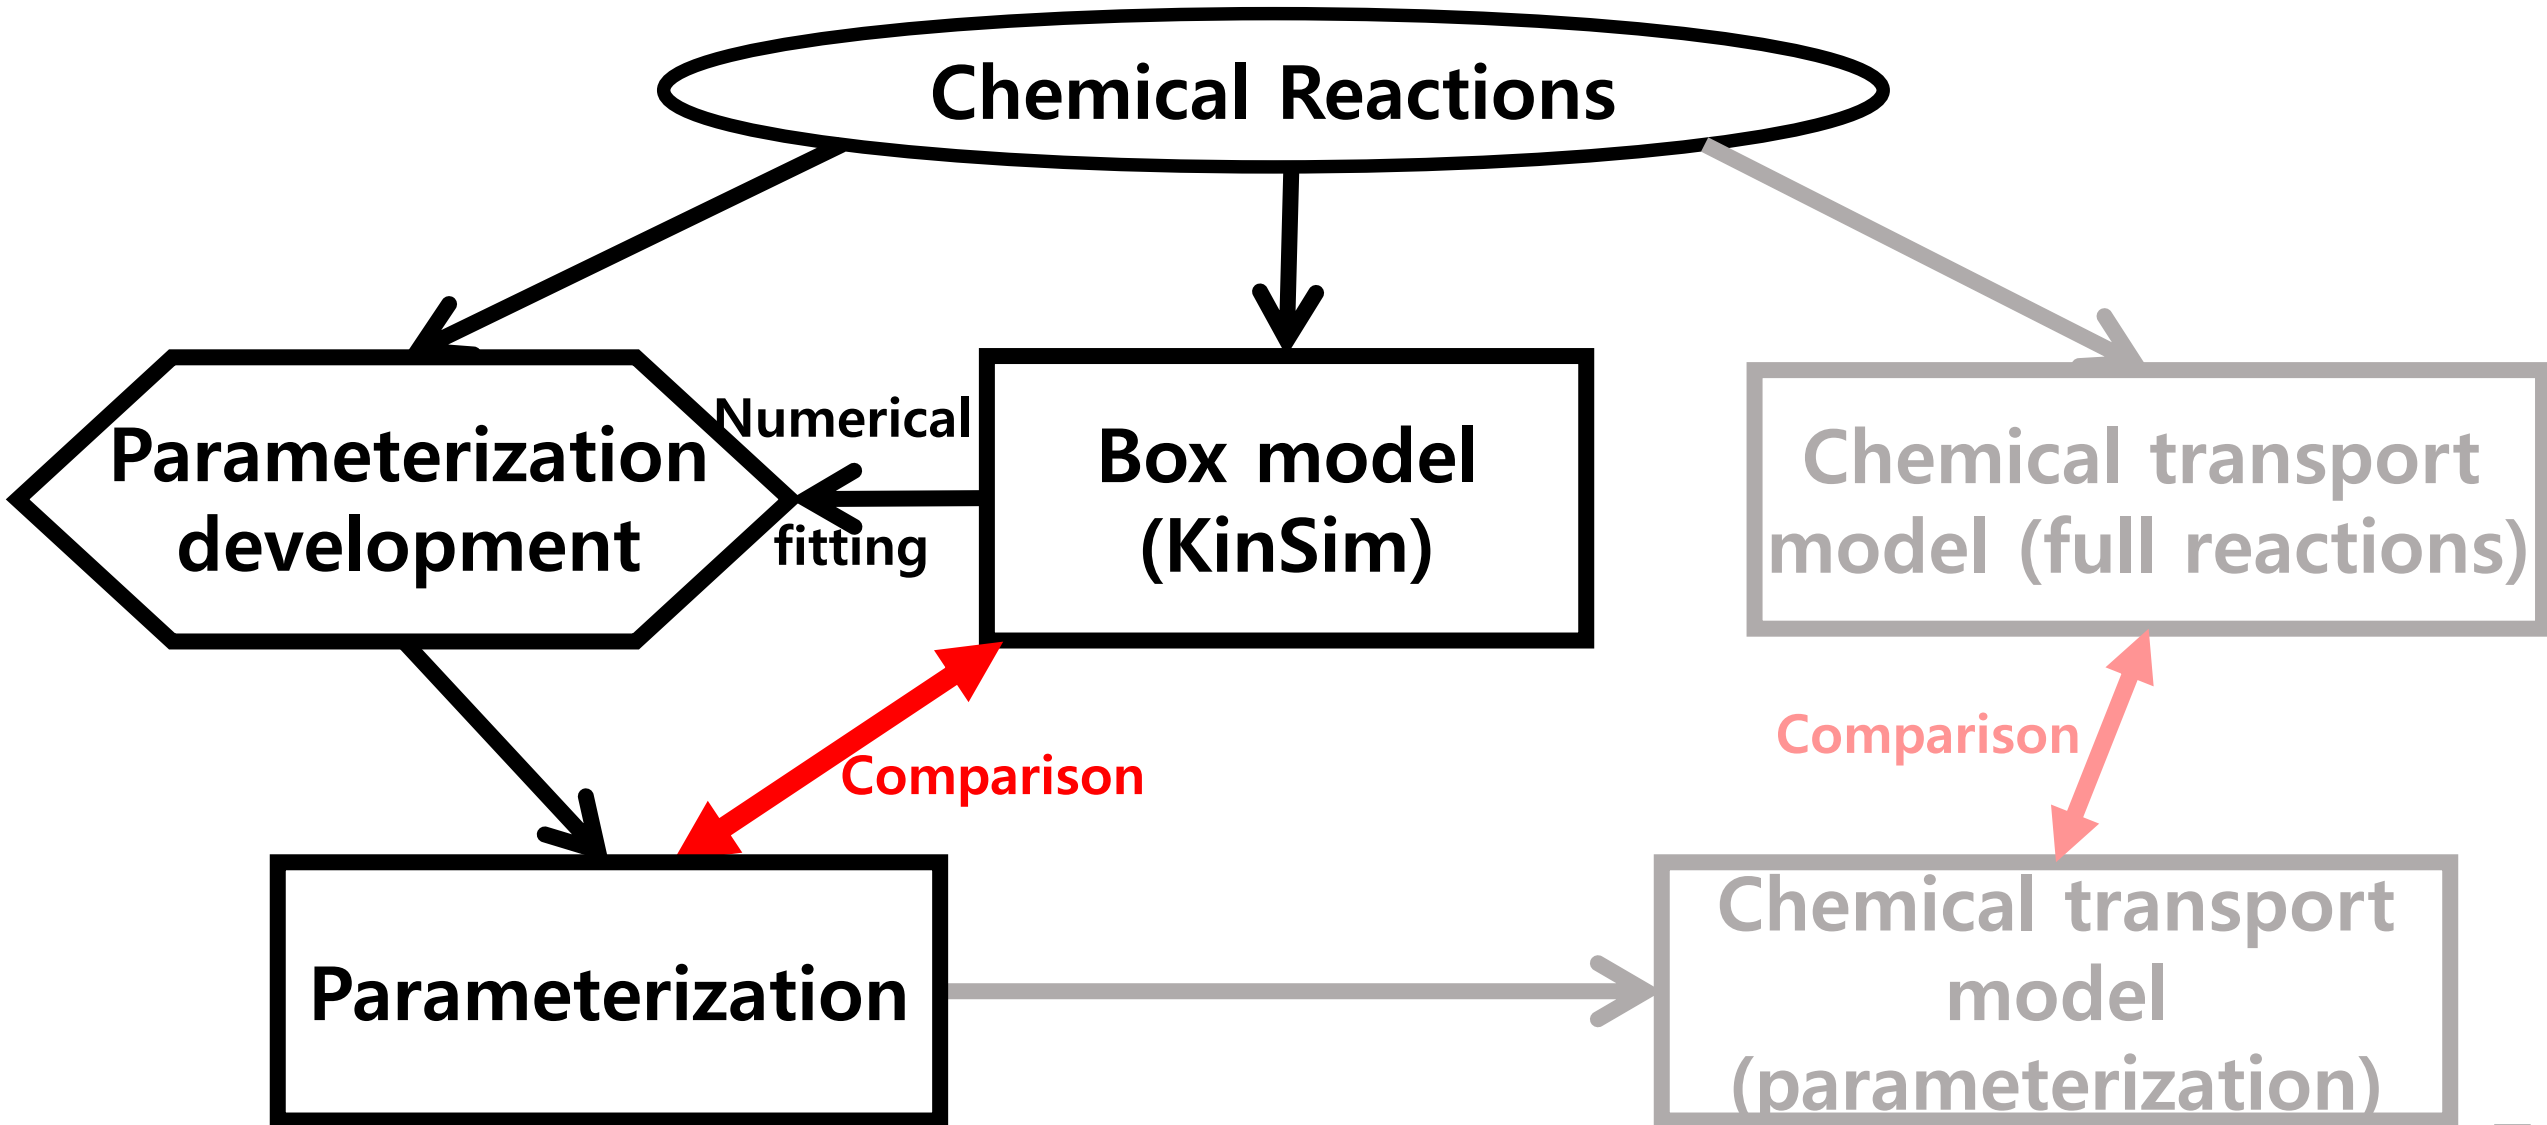 Chemical Reactions
Parameterization
development
Numerical
fitting
Box model
(KinSim)
Chemical transport
model (full reactions)
Comparison
Comparison
Parameterization
Chemical transport
model
(parameterization)